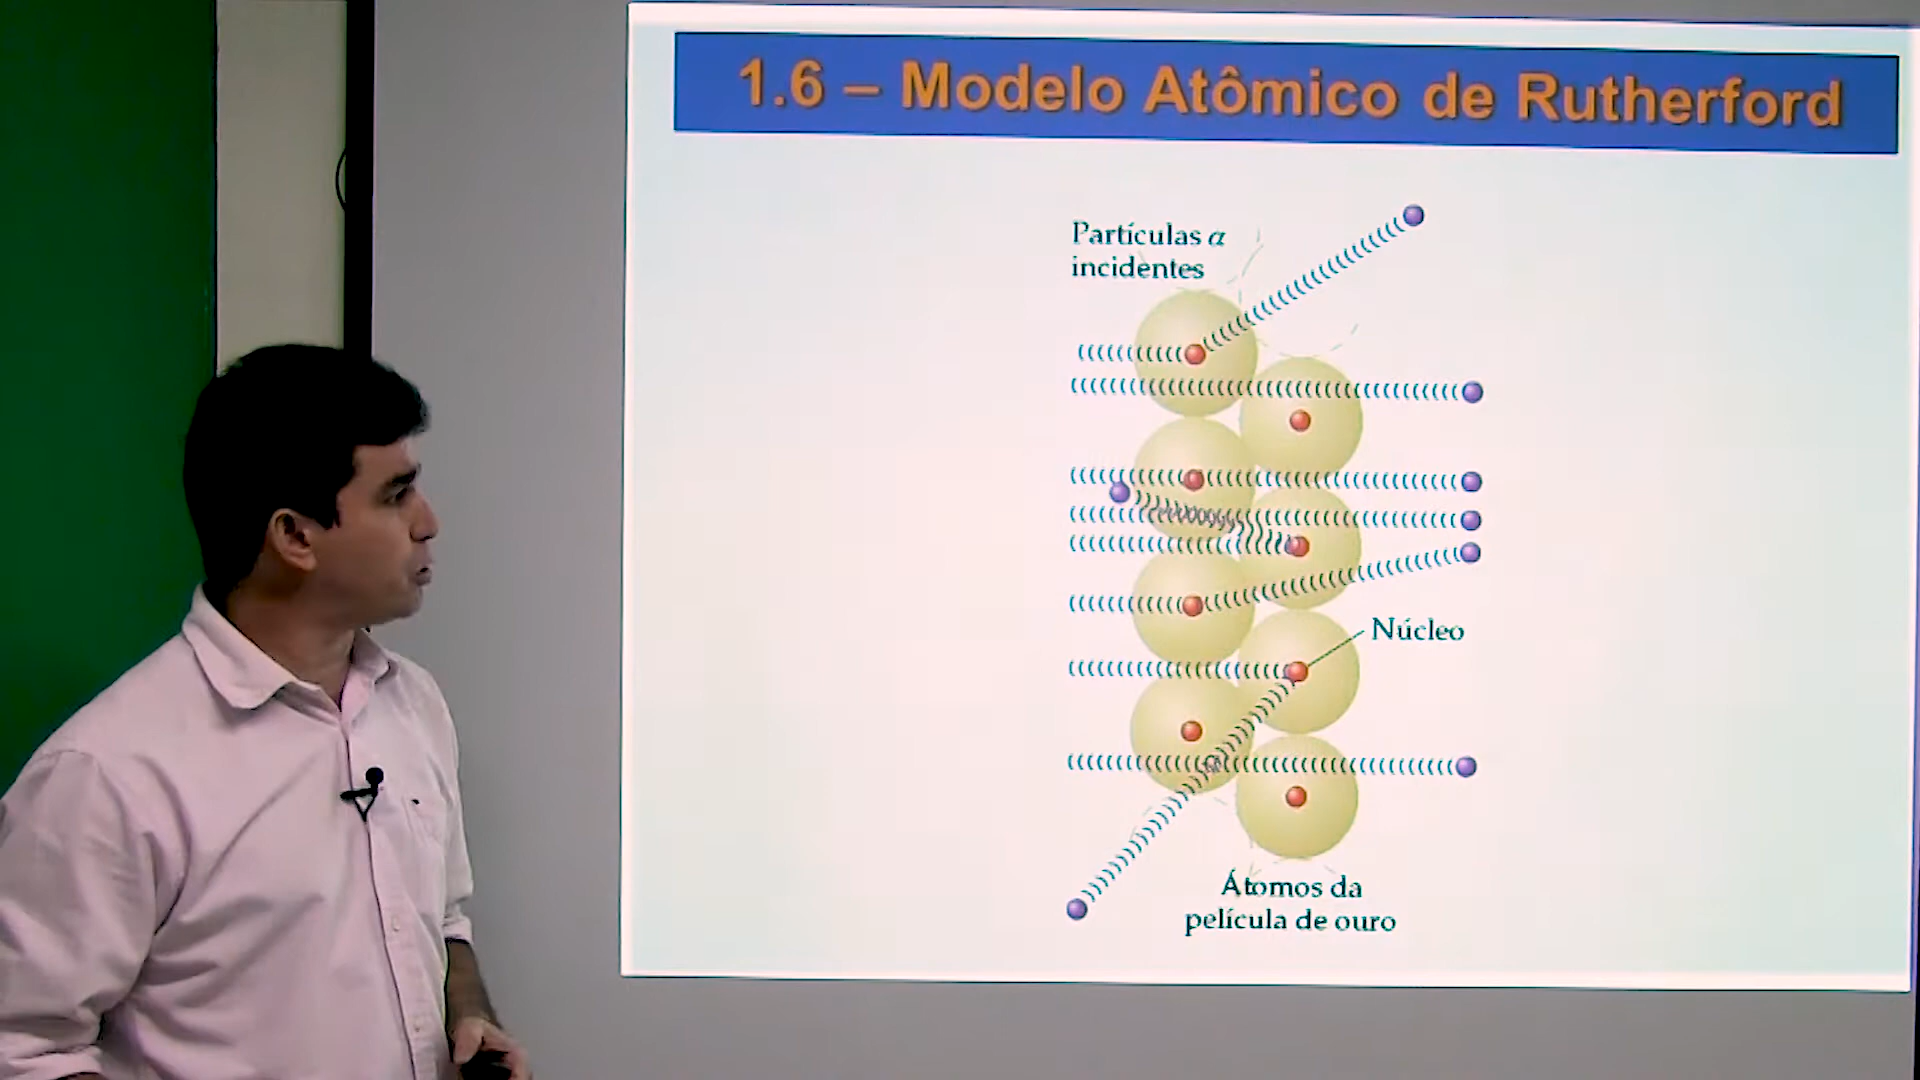 1.6 – Modelo Atômico de Rutherford
Partículas α
incidentes
Núcleo
Átomos da
película de ouro